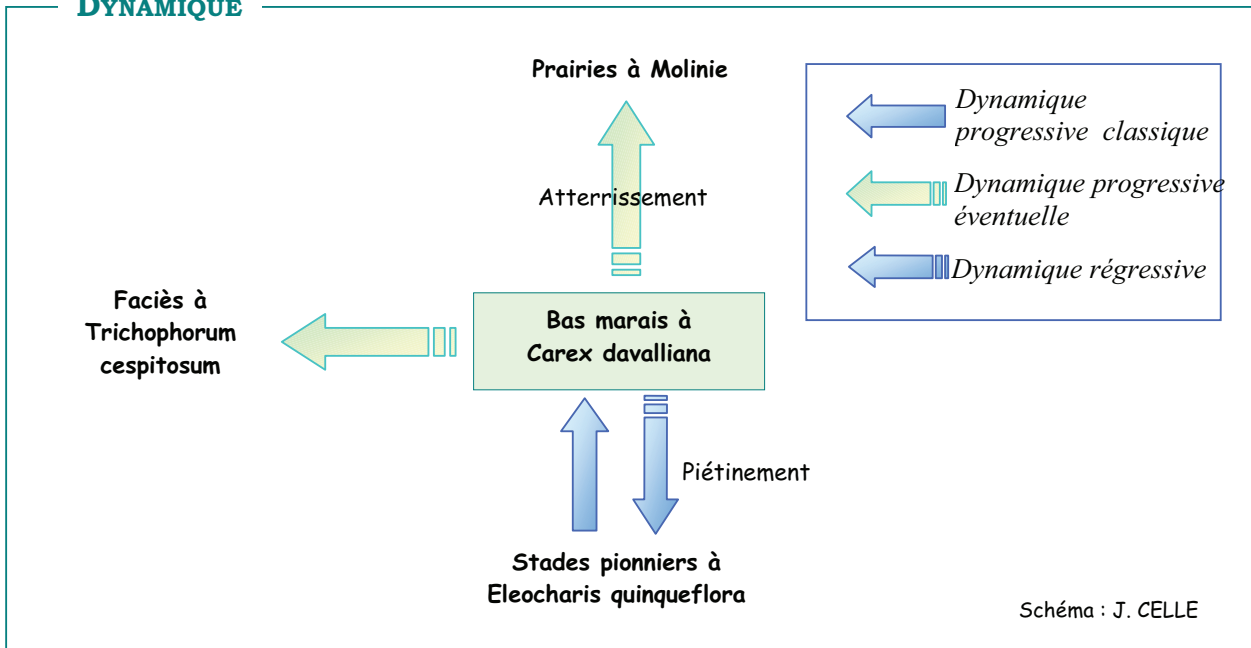 DYNAMIQUE
Prairies à Molinie
Dynamique
progressive classique
Atterrissement
Dynamique progressive
éventuelle
Dynamique régressive
Faciès à
Trichophorum
cespitosum
Bas marais à
Carex davalliana
Piétinement
Stades pionniers à
Eleocharis quinqueflora
Schéma : J. CELLE